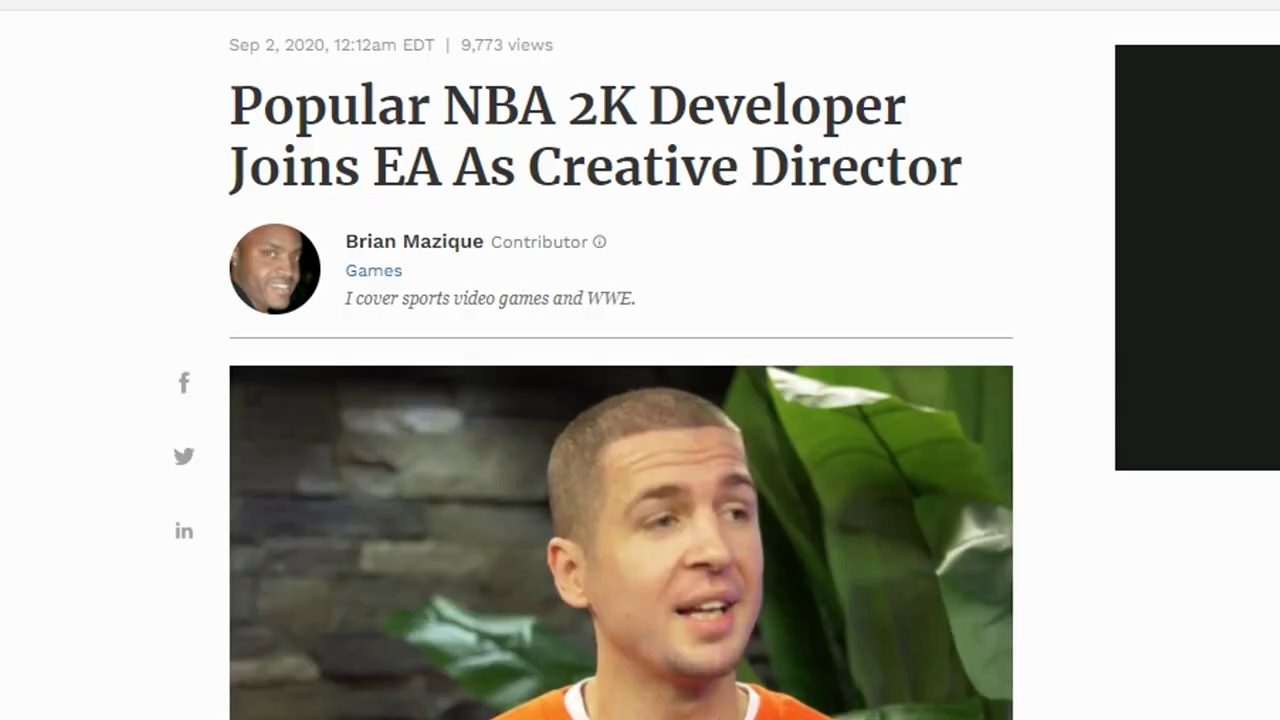 Sep 2, 2020, 12:12am EDT | 9,773 views
Popular NBA 2K Developer
Joins EA As Creative Director
Brian Mazique Contributor
Games
I cover sports video games and WWE.